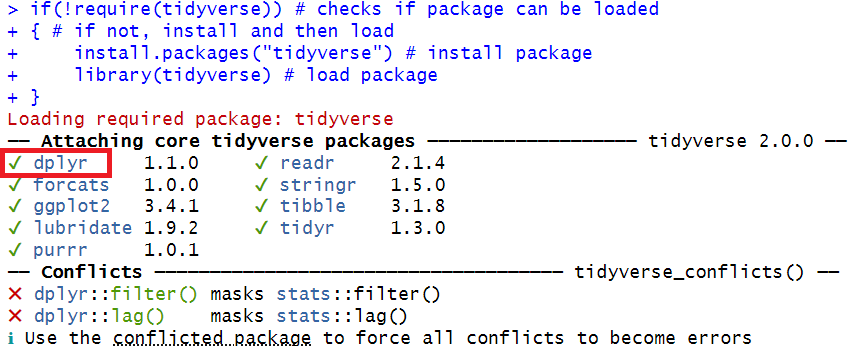 > if(!require(tidyverse)) # checks if package can be loaded
+ { # if not, install and then load
+     install.packages("tidyverse") # install package
+     library(tidyverse) # load package
+ }
Loading required package: tidyverse
── Attaching core tidyverse packages ─────────────────── tidyverse 2.0.0 ──
✓ dplyr     1.1.0     ✓ readr     2.1.4
✓ forcats   1.0.0     ✓ stringr   1.5.0
✓ ggplot2   3.4.1     ✓ tibble    3.1.8
✓ lubridate 1.9.2     ✓ tidyr     1.3.0
✓ purrr     1.0.1
── Conflicts ───────────────────────────────────── tidyverse_conflicts() ──
✕ dplyr::filter() masks stats::filter()
✕ dplyr::lag()    masks stats::lag()
ℹ Use the conflicted package to force all conflicts to become errors